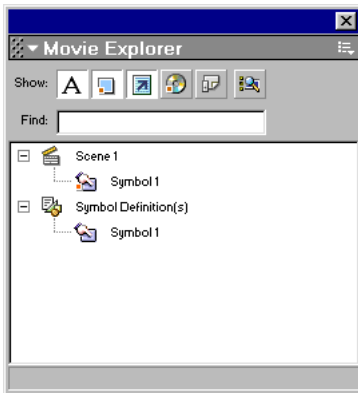 Movie Explorer
Show: A
Find:
Scene 1
Symbol 1
Symbol Definition(s)
Symbol 1